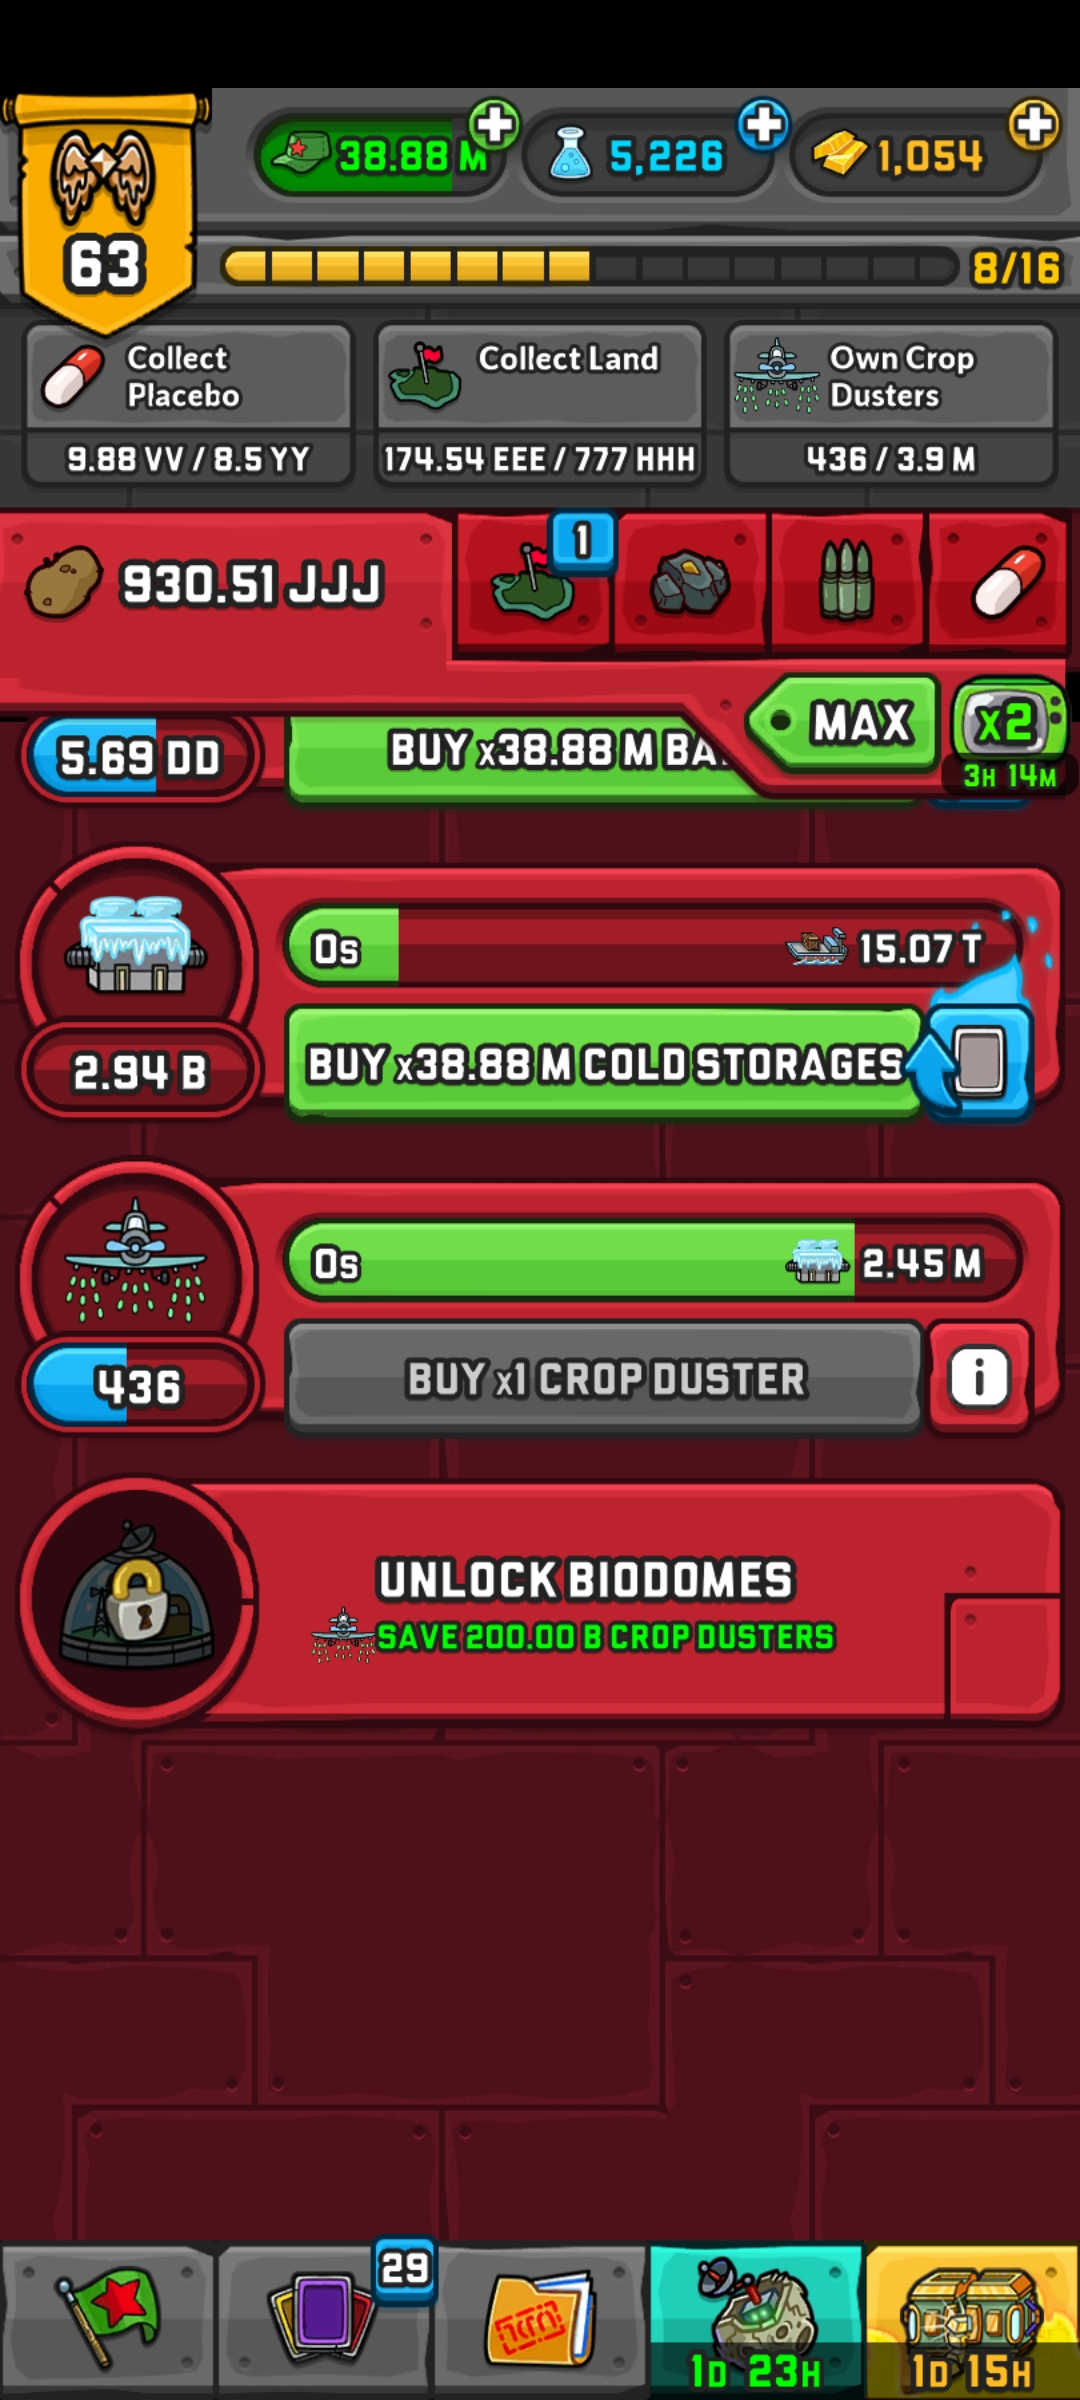 38.88 M
5,226
1,054
63
8/16
Collect
Placebo
9.88 VV / 8.5 YY
Collect Land
174.54 EEE / 777 HHH
Own Crop
Dusters
436 / 3.9 M
930.51 JJJ
1
MAX
x2
3H 14M
5.69 DD
BUY x38.88 M BA
0s
15.07 T
2.94 B
BUY x38.88 M COLD STORAGES
0s
2.45 M
436
BUY x1 CROP DUSTER
i
UNLOCK BIODOMES
SAVE 200.00 B CROP DUSTERS
29
1D 23H
1D 15H